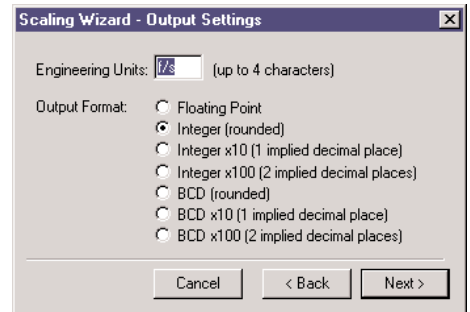 Scaling Wizard - Output Settings
Engineering Units: f/s (up to 4 characters)
Output Format: Floating Point
Integer (rounded)
Integer x10 (1 implied decimal place)
Integer x100 (2 implied decimal places)
BCD (rounded)
BCD x10 (1 implied decimal place)
BCD x100 (2 implied decimal places)
Cancel < Back Next >